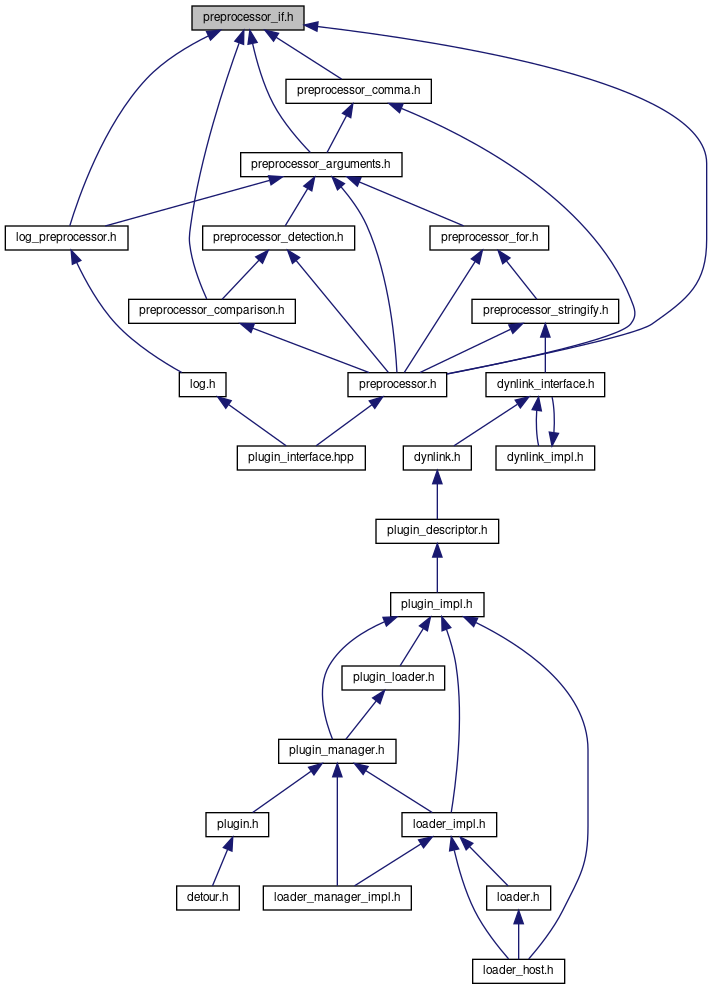 preprocessor_if.h
preprocessor_comma.h
preprocessor_arguments.h
log_preprocessor.h
preprocessor_detection.h
preprocessor_for.h
preprocessor_comparison.h
preprocessor_stringify.h
log.h
preprocessor.h
dynlink_interface.h
plugin_interface.hpp
dynlink.h
dynlink_impl.h
plugin_descriptor.h
plugin_impl.h
plugin_loader.h
plugin_manager.h
plugin.h
loader_impl.h
detour.h
loader_manager_impl.h
loader.h
loader_host.h